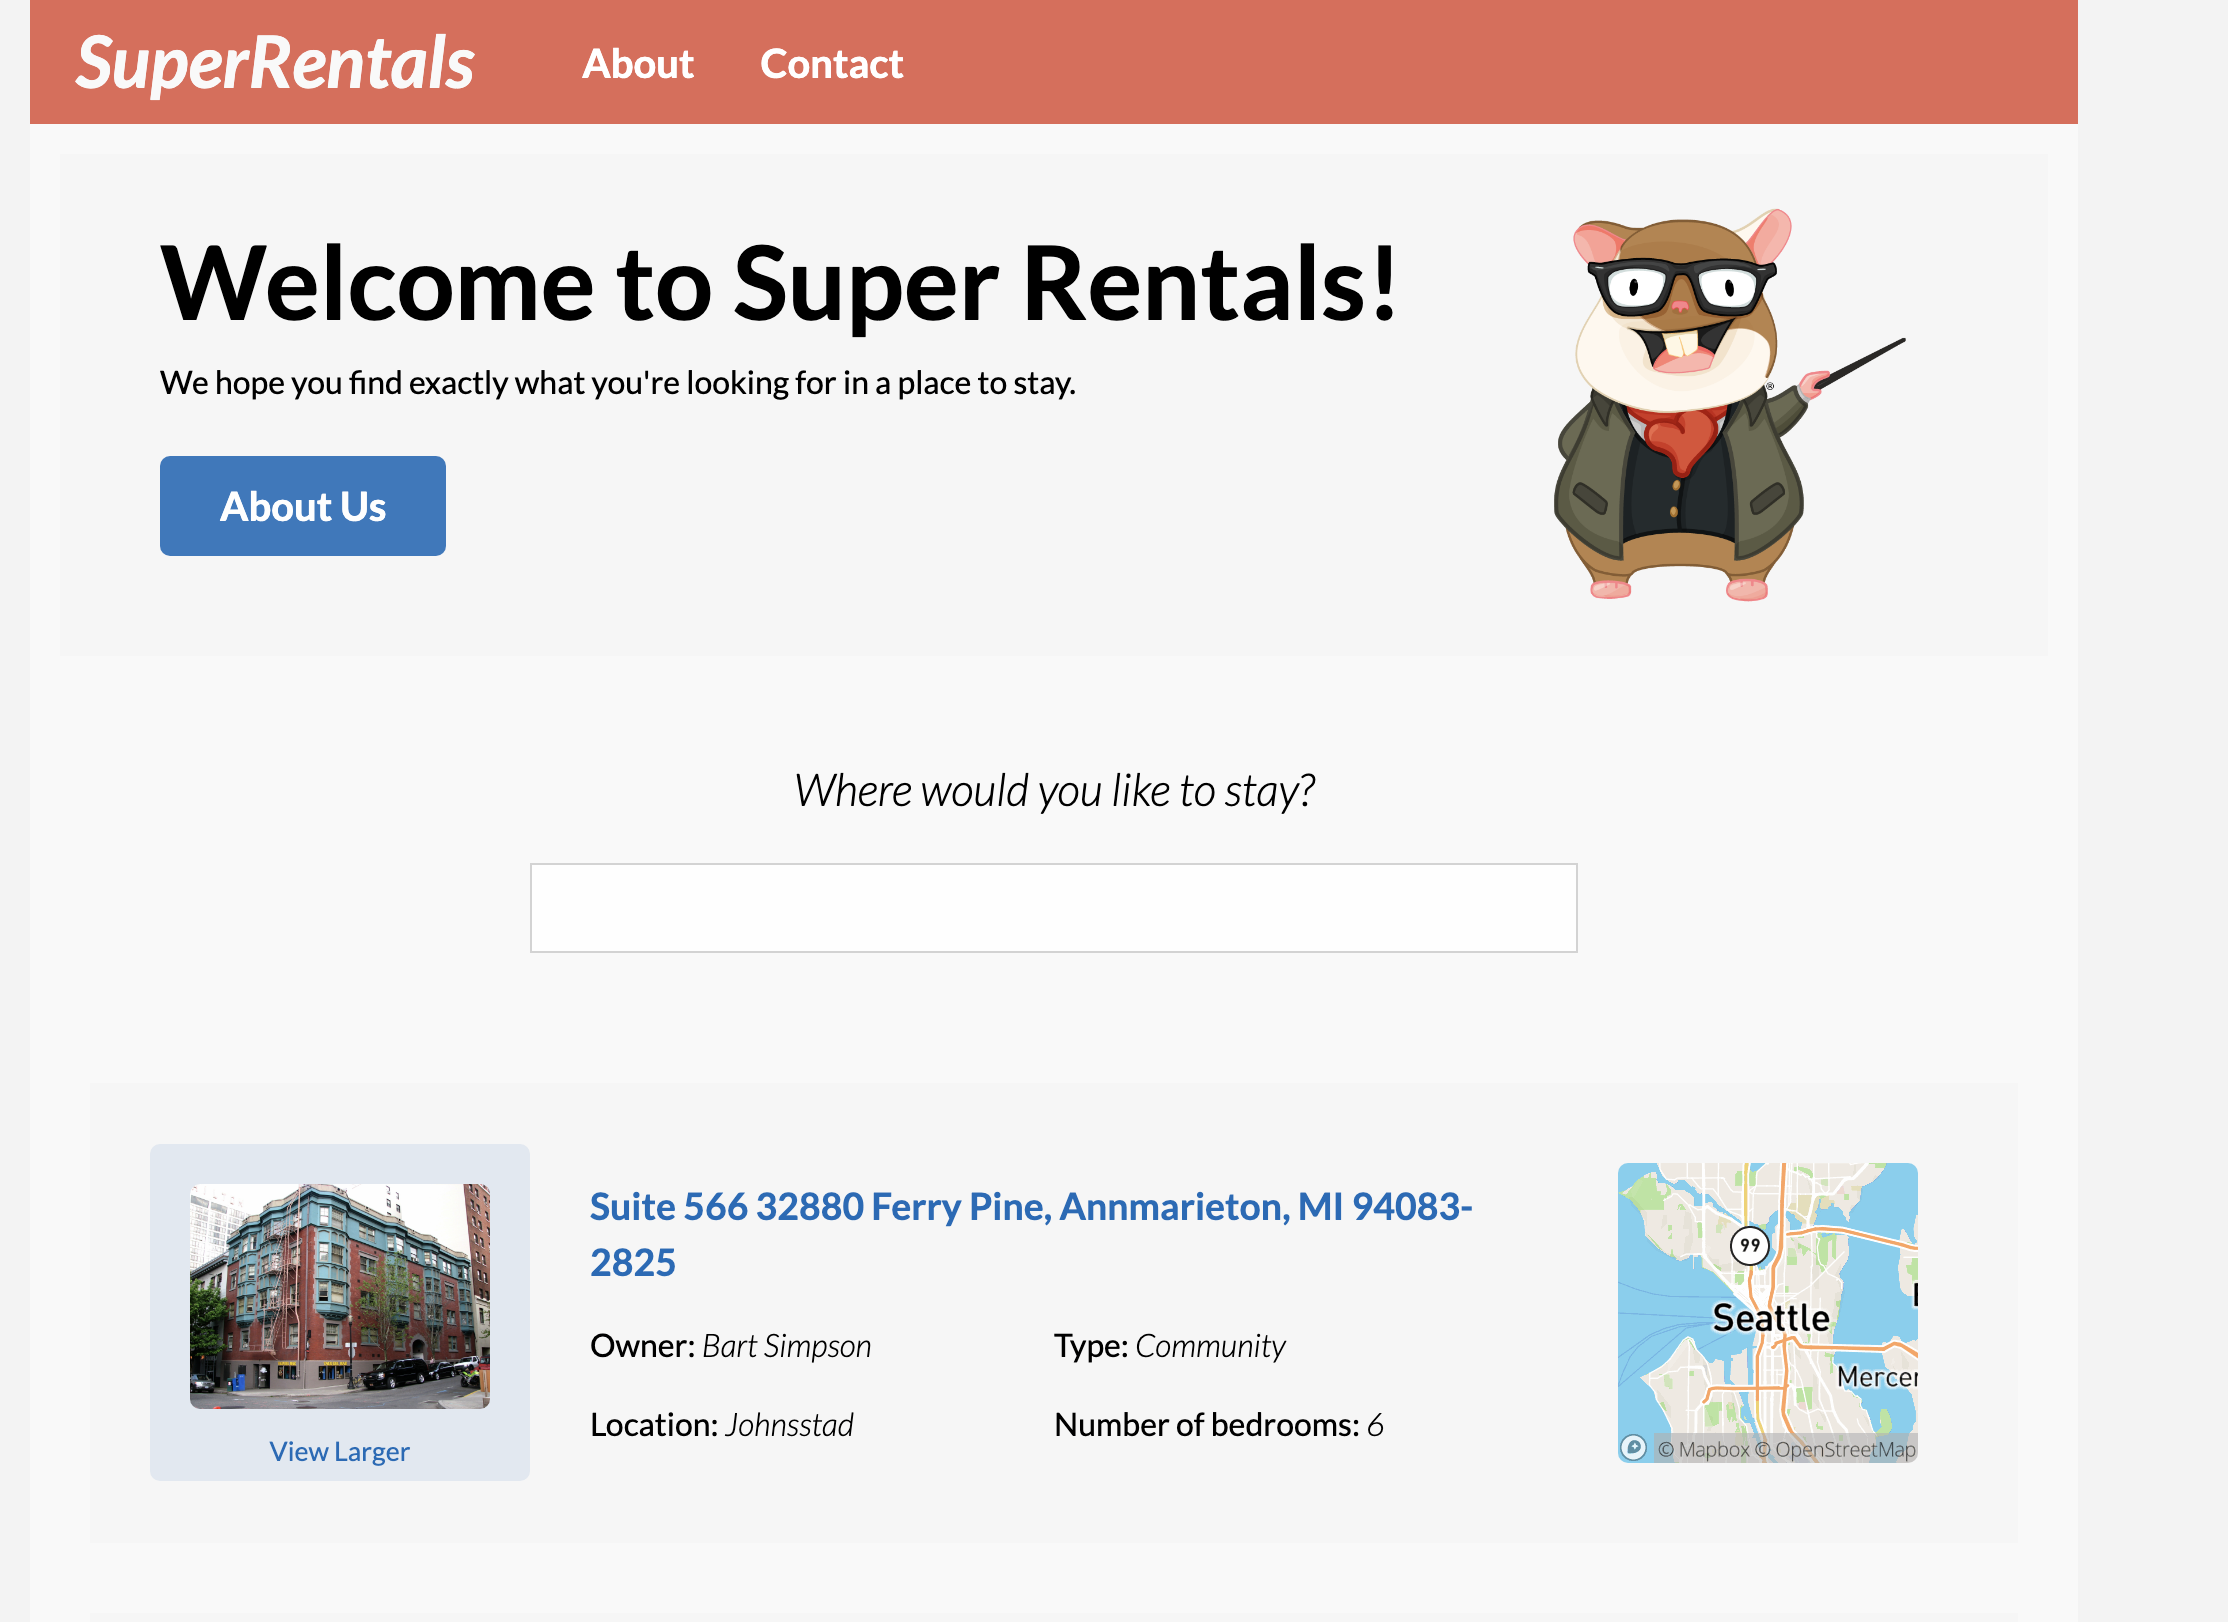 SuperRentals About Contact
Welcome to Super Rentals!
®
We hope you find exactly what you're looking for in a place to stay.
About Us
Where would you like to stay?
Suite 566 32880 Ferry Pine, Annmarieton, MI 94083-
2825
Owner: Bart Simpson Type: Community
Location: Johnsstad Number of bedrooms: 6
View Larger
99
Seattle
Mercer
© Mapbox © OpenStreetMap